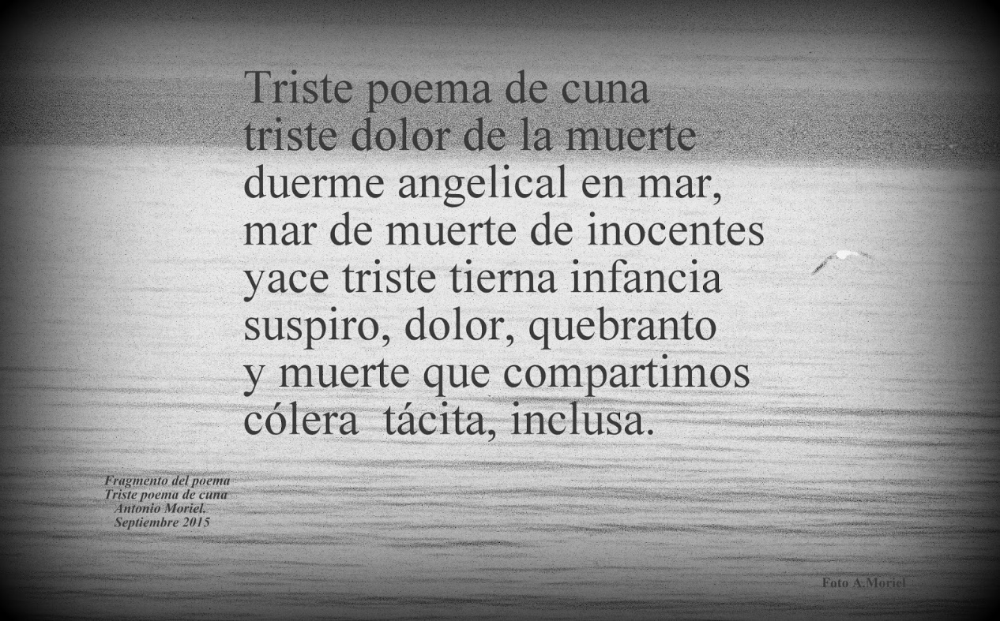 Triste poema de cuna
triste dolor de la muerte
duerme angelical en mar,
mar de muerte de inocentes
yace triste tierna infancia
suspiro, dolor, quebranto
y muerte que compartimos
cólera  tácita, inclusa.
Fragmento del poema
Triste poema de cuna
Antonio Moriel.
Septiembre 2015
Foto A.Moriel